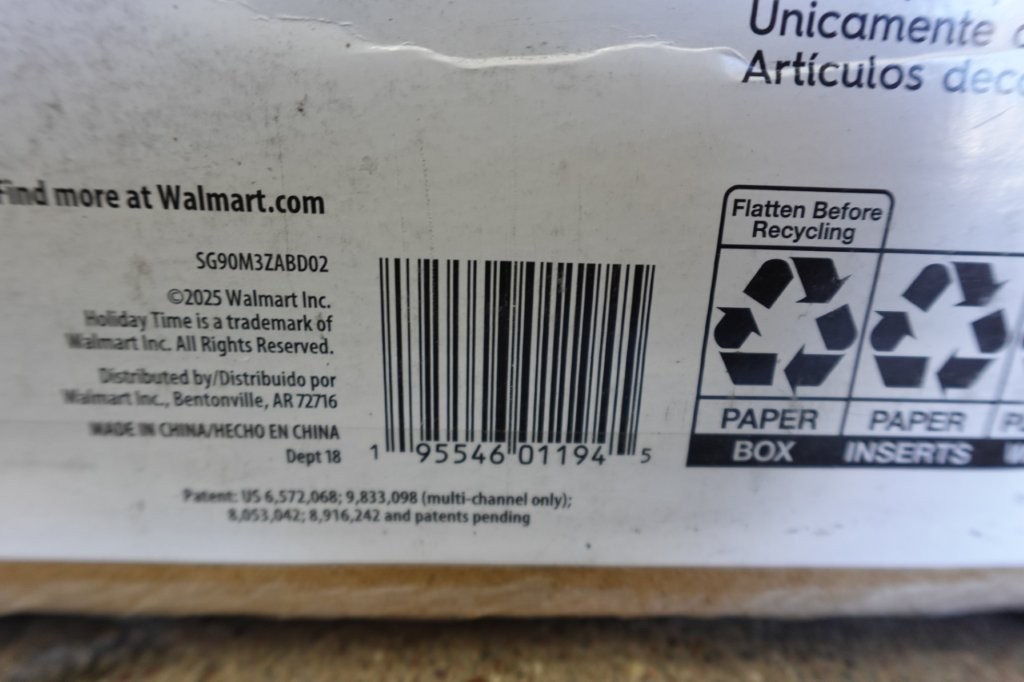 Únicamente
Artículos
Find more at Walmart.com
SG90M3ZABD02
©2025 Walmart Inc.
Holiday Time is a trademark of
Walmart Inc. All Rights Reserved.
Distributed by/Distribuido por
Walmart Inc., Bentonville, AR 72716
MADE IN CHINA/HECHO EN CHINA
Dept 18
1 95546 01194 5
Patent: US 6,572,068; 9,833,098 (multi-channel only);
8,053,042; 8,916,242 and patents pending
Flatten Before
Recycling
PAPER
BOX
PAPER
INSERTS